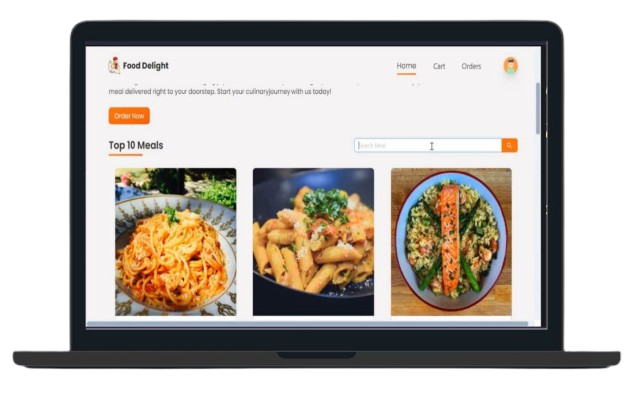 Food Delight
Home Cart Orders
meal delivered right to your doorstep. Start your culinaryjourney with us today!
Order Now
Top 10 Meals
Search Meal